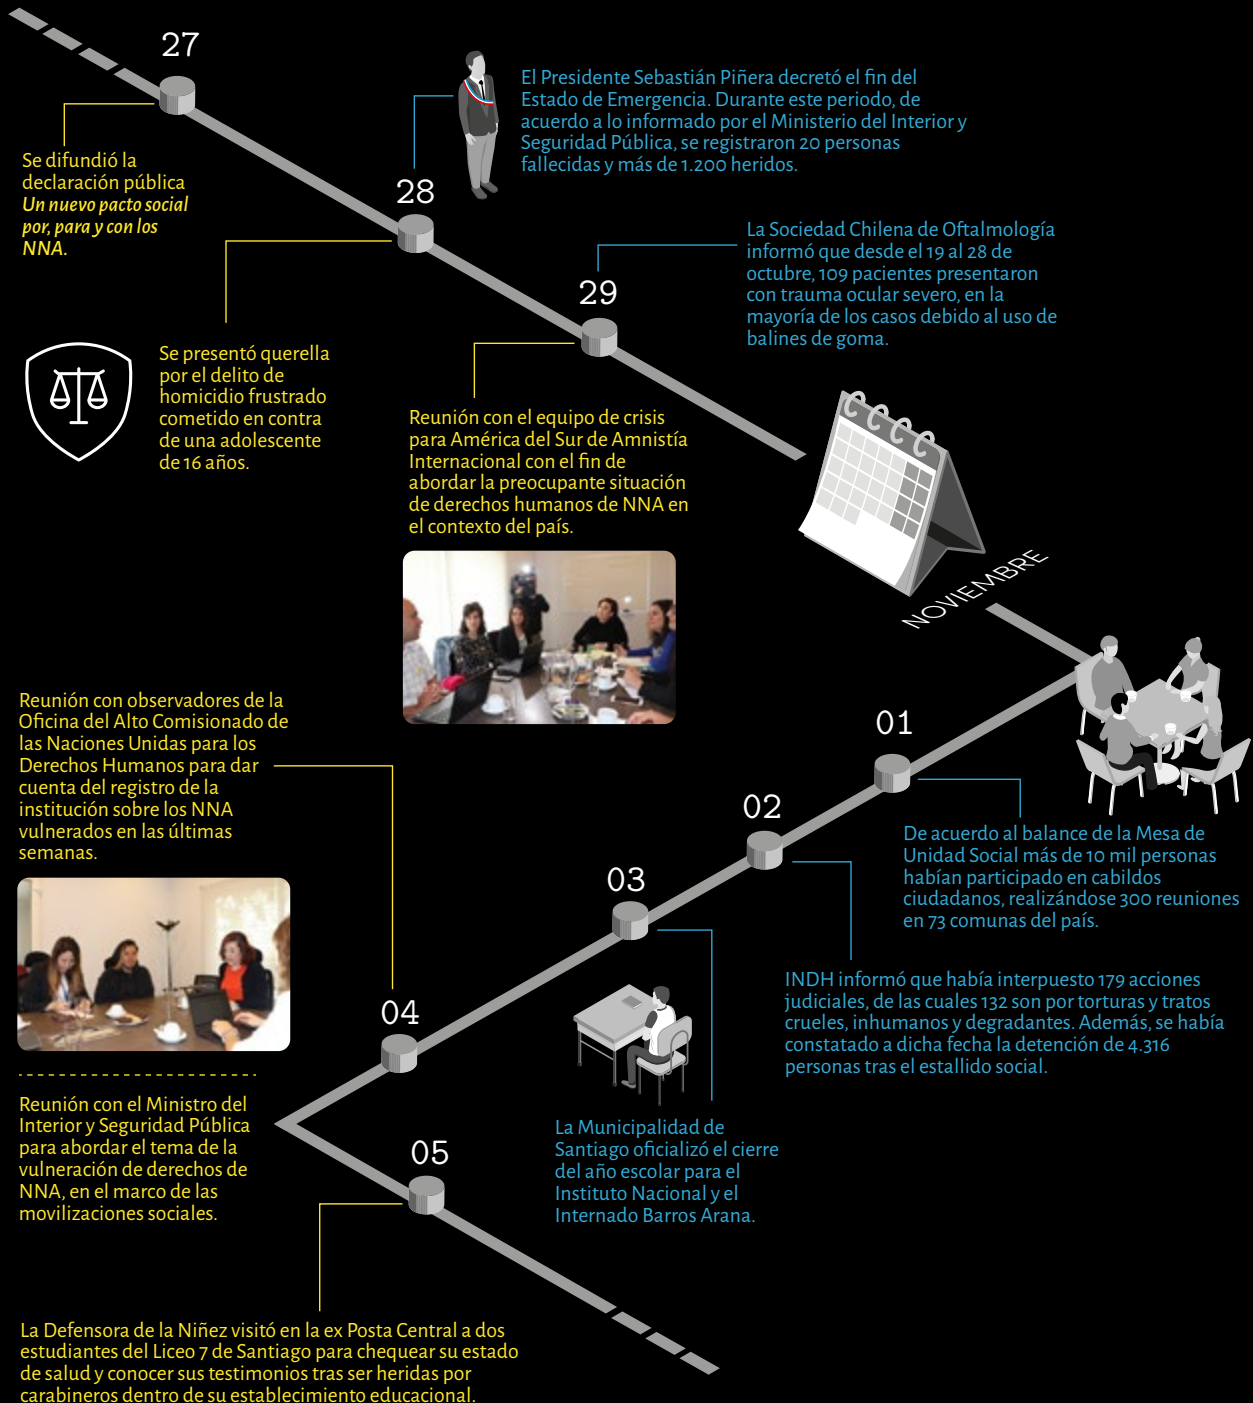 27
Se difundió la
declaración pública
Un nuevo pacto social
por, para y con los
NNA.
El Presidente Sebastián Piñera decretó el fin del
Estado de Emergencia. Durante este periodo, de
acuerdo a lo informado por el Ministerio del Interior y
Seguridad Pública, se registraron 20 personas
fallecidas y más de 1.200 heridos.
28
Se presentó querella
por el delito de
homicidio frustrado
cometido en contra
de una adolescente
de 16 años.
La Sociedad Chilena de Oftalmología
informó que desde el 19 al 28 de
octubre, 109 pacientes presentaron
con trauma ocular severo, en la
mayoría de los casos debido al uso de
balines de goma.
29
Reunión con el equipo de crisis
para América del Sur de Amnistía
Internacional con el fin de
abordar la preocupante situación
de derechos humanos de NNA en
el contexto del país.
NOVIEMBRE
01
De acuerdo al balance de la Mesa de
Unidad Social más de 10 mil personas
habían participado en cabildos
ciudadanos, realizándose 300 reuniones
en 73 comunas del país.
02
INDH informó que había interpuesto 179 acciones
judiciales, de las cuales 132 son por torturas y tratos
crueles, inhumanos y degradantes. Además, se había
constatado a dicha fecha la detención de 4.316
personas tras el estallido social.
03
La Municipalidad de
Santiago oficializó el cierre
del año escolar para el
Instituto Nacional y el
Internado Barros Arana.
Reunión con observadores de la
Oficina del Alto Comisionado de
las Naciones Unidas para los
Derechos Humanos para dar
cuenta del registro de la
institución sobre los NNA
vulnerados en las últimas
semanas.
04
Reunión con el Ministro del
Interior y Seguridad Pública
para abordar el tema de la
vulneración de derechos de
NNA, en el marco de las
movilizaciones sociales.
05
La Defensora de la Niñez visitó en la ex Posta Central a dos
estudiantes del Liceo 7 de Santiago para chequear su estado
de salud y conocer sus testimonios tras ser heridas por
carabineros dentro de su establecimiento educacional.